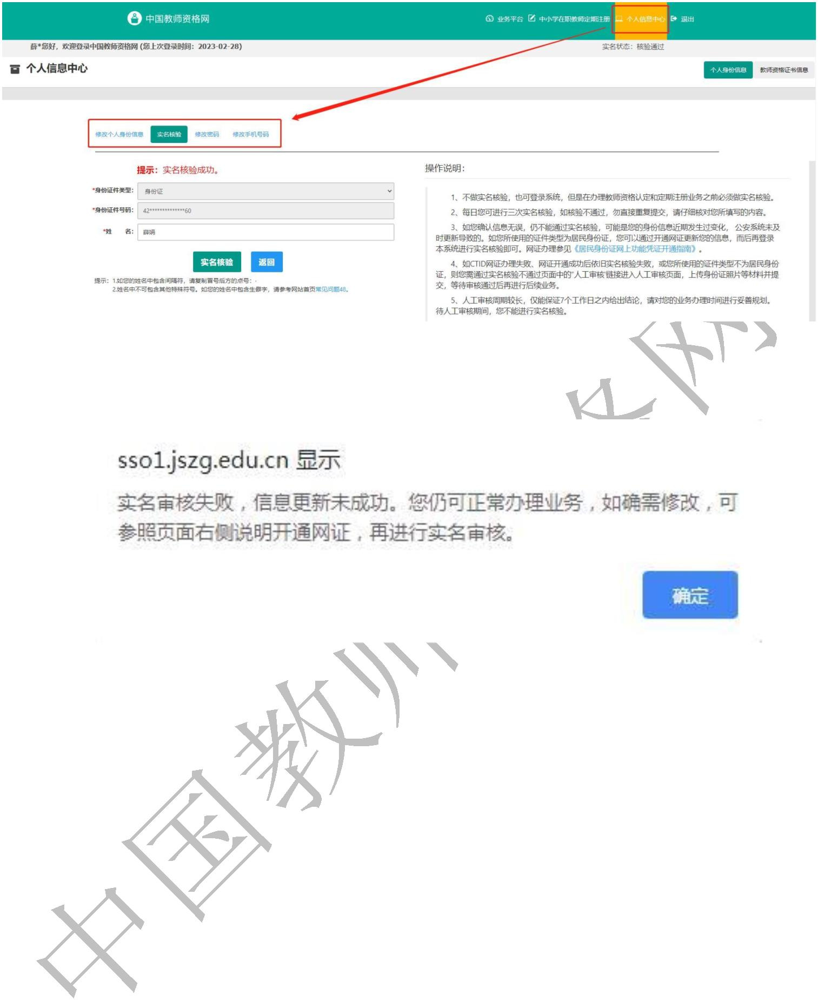 中国教师资格网
业务平台 中小学在职教师定期注册 个人信息中心 退出
薛*您好，欢迎登录中国教师资格网 (您上次登录时间：2023-02-28)
实名状态：核验通过
个人信息中心
个人身份信息 教师资格证书信息
修改个人身份信息 实名核验 修改密码 修改手机号码
提示：实名核验成功。
*身份证件类型： 身份证
*身份证件号码： 42**************60
*姓 名： 薛娟
实名核验 返回
提示：1.如您的姓名中包含间隔符，请复制冒号后方的点号：·
2.姓名中不可包含其他特殊符号。如您的姓名中包含生僻字，请参考网站首页常见问题48。
操作说明：
1、不做实名核验，也可登录系统，但是在办理教师资格认定和定期注册业务之前必须做实名核验。
2、每日您可进行三次实名核验，如核验不通过，勿直接重复提交，请仔细核对您所填写的内容。
3、如您确认信息无误，仍不能通过实名核验，可能是您的身份信息近期发生过变化， 公安系统未及
时更新导致的。如您所使用的证件类型为居民身份证，您可以通过开通网证更新您的信息，而后再登录
本系统进行实名核验即可。网证办理参见《居民身份证网上功能凭证开通指南》。
4、如CTID网证办理失败、网证开通成功后依旧实名核验失败，或您所使用的证件类型不为居民身份
证，则您需通过实名核验不通过页面中的“人工审核”链接进入人工审核页面，上传身份证照片等材料并提
交，等待审核通过后再进行后续业务。
5、人工审核周期较长，仅能保证7个工作日之内给出结论，请对您的业务办理时间进行妥善规划。
待人工审核期间，您不能进行实名核验。
sso1.jszg.edu.cn 显示
实名审核失败，信息更新未成功。您仍可正常办理业务，如确需修改，可
参照页面右侧说明开通网证，再进行实名审核。
确定
中国教师
网